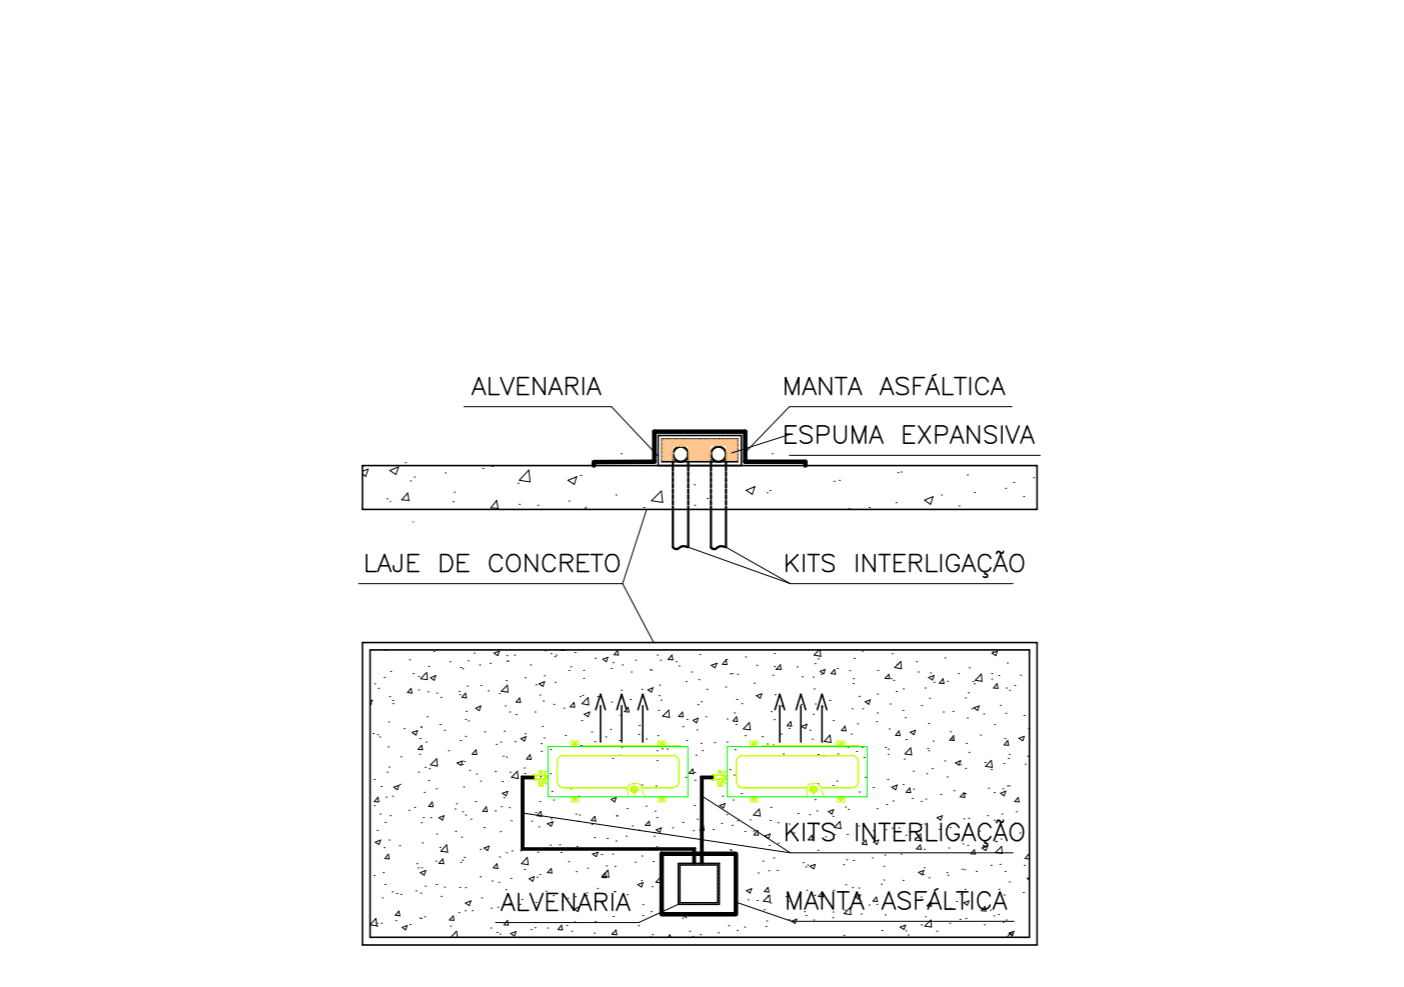 ALVENARIA
MANTA ASFÁLTICA
ESPUMA EXPANSIVA
LAJE DE CONCRETO
KITS INTERLIGAÇÃO
KITS INTERLIGAÇÃO
ALVENARIA
MANTA ASFÁLTICA